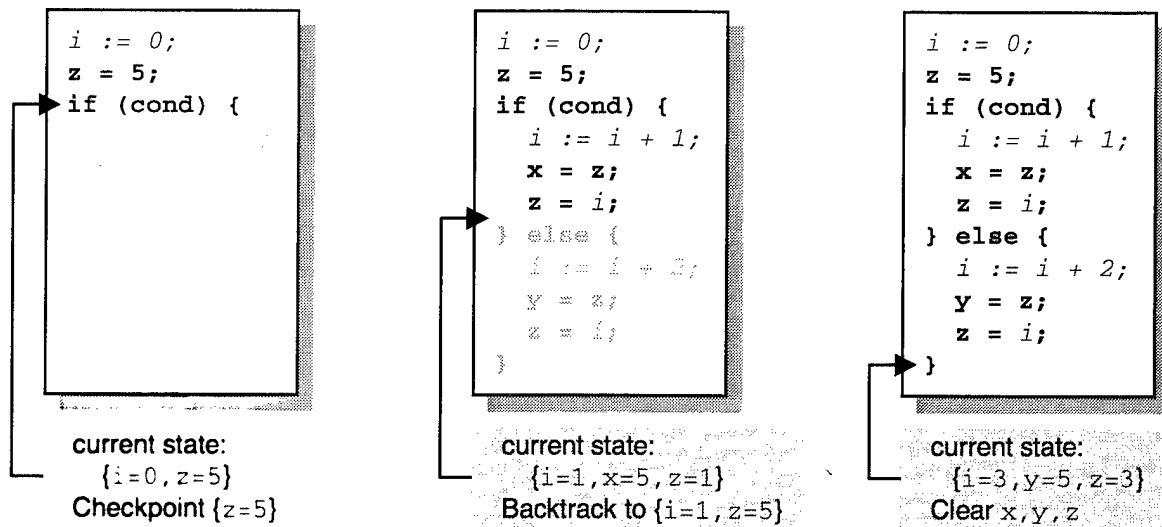 i := 0;
z = 5;
if (cond) {
current state:
{i=0, z=5}
Checkpoint {z=5}
i := 0;
z = 5;
if (cond) {
i := i + 1;
x = z;
z = i;
} else {
i := i + 2;
y = z;
z = i;
}
current state:
{i=1, x=5, z=1}
Backtrack to {i=1, z=5}
i := 0;
z = 5;
if (cond) {
i := i + 1;
x = z;
z = i;
} else {
i := i + 2;
y = z;
z = i;
}
current state:
{i=3, y=5, z=3}
Clear x, y, z